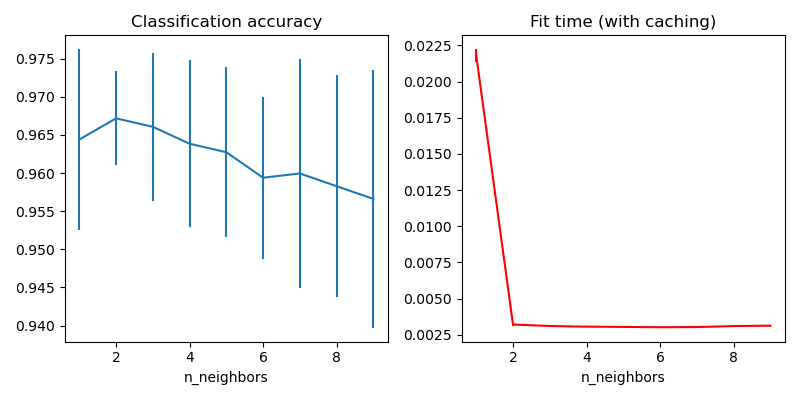 Classification accuracy
0.975
0.970
0.965
0.960
0.955
0.950
0.945
0.940
2 4 6 8
n_neighbors
Fit time (with caching)
0.0225
0.0200
0.0175
0.0150
0.0125
0.0100
0.0075
0.0050
0.0025
2 4 6 8
n_neighbors